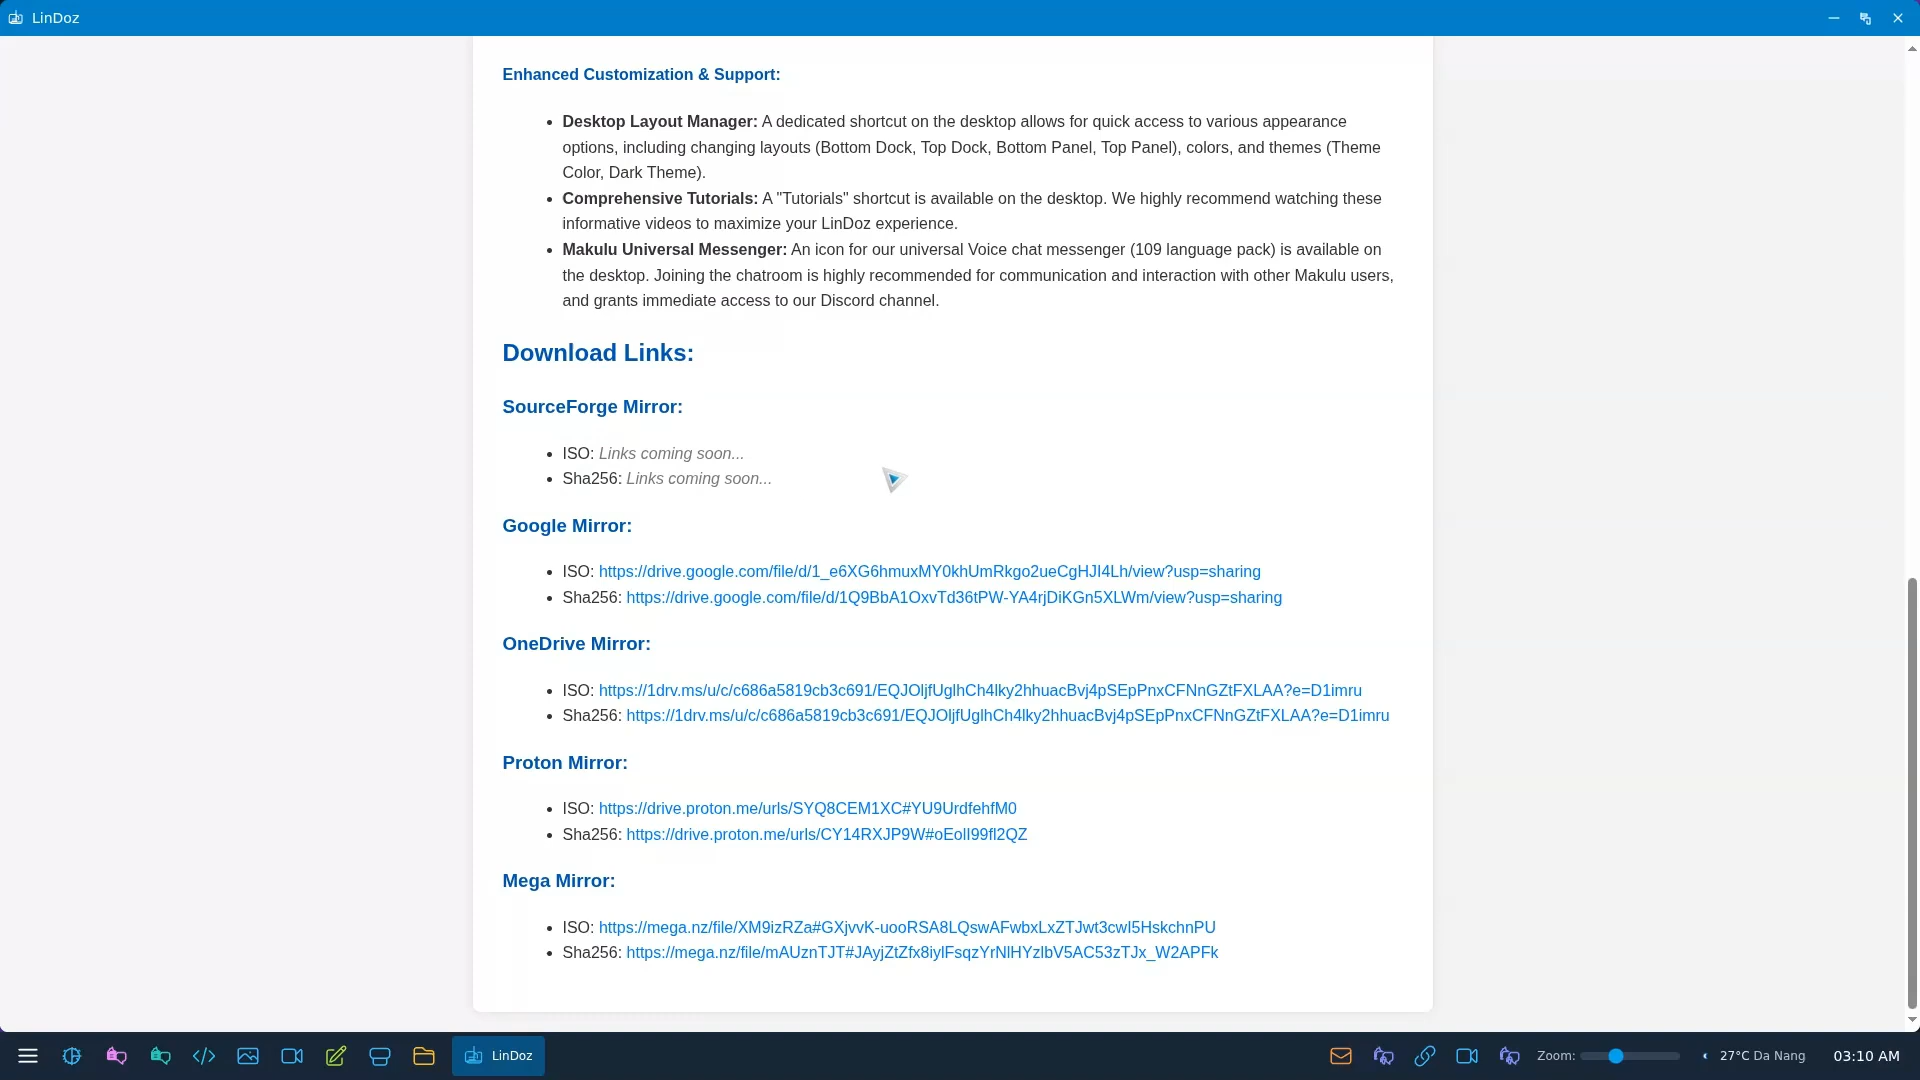 LinDoz
Enhanced Customization & Support:
• Desktop Layout Manager: A dedicated shortcut on the desktop allows for quick access to various appearance
options, including changing layouts (Bottom Dock, Top Dock, Bottom Panel, Top Panel), colors, and themes (Theme
Color, Dark Theme).
• Comprehensive Tutorials: A "Tutorials" shortcut is available on the desktop. We highly recommend watching these
informative videos to maximize your LinDoz experience.
• Makulu Universal Messenger: An icon for our universal Voice chat messenger (109 language pack) is available on
the desktop. Joining the chatroom is highly recommended for communication and interaction with other Makulu users,
and grants immediate access to our Discord channel.
Download Links:
SourceForge Mirror:
• ISO: Links coming soon...
• Sha256: Links coming soon...
Google Mirror:
• ISO: https://drive.google.com/file/d/1_e6XG6hmuxMY0khUmRkgo2ueCgHJI4Lh/view?usp=sharing
• Sha256: https://drive.google.com/file/d/1Q9BbA1OxvTd36tPW-YA4rjDiKGn5XLWm/view?usp=sharing
OneDrive Mirror:
• ISO: https://1drv.ms/u/c/c686a5819cb3c691/EQJOljfUglhCh4lky2hhuacBvj4pSEpPnxCFNnGZtFXLAA?e=D1imru
• Sha256: https://1drv.ms/u/c/c686a5819cb3c691/EQJOljfUglhCh4lky2hhuacBvj4pSEpPnxCFNnGZtFXLAA?e=D1imru
Proton Mirror:
• ISO: https://drive.proton.me/urls/SYQ8CEM1XC#YU9UrdfehfM0
• Sha256: https://drive.proton.me/urls/CY14RXJP9W#oEolI99fl2QZ
Mega Mirror:
• ISO: https://mega.nz/file/XM9izRZa#GXjvvK-uooRSA8LQswAFwbxLxZTJwt3cwI5HskchnPU
• Sha256: https://mega.nz/file/mAUznTJT#JAyjZtZfx8iylFsqzYrNlHYzlbV5AC53zTJx_W2APFk
LinDoz
Zoom:
27°C Da Nang
03:10 AM